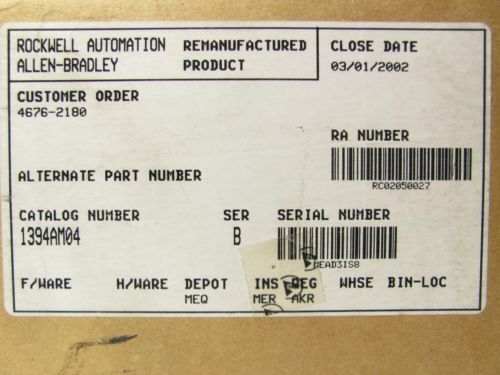 ROCKWELL AUTOMATION REMANUFACTURED CLOSE DATE
ALLEN-BRADLEY PRODUCT 03/01/2002
CUSTOMER ORDER
4676-2180
RA NUMBER
RC02050027
ALTERNATE PART NUMBER
CATALOG NUMBER SER SERIAL NUMBER
1394AM04 B
MEAD3IS8
F/WARE H/WARE DEPOT INS REG WHSE BIN-LOC
MEQ MER AKR